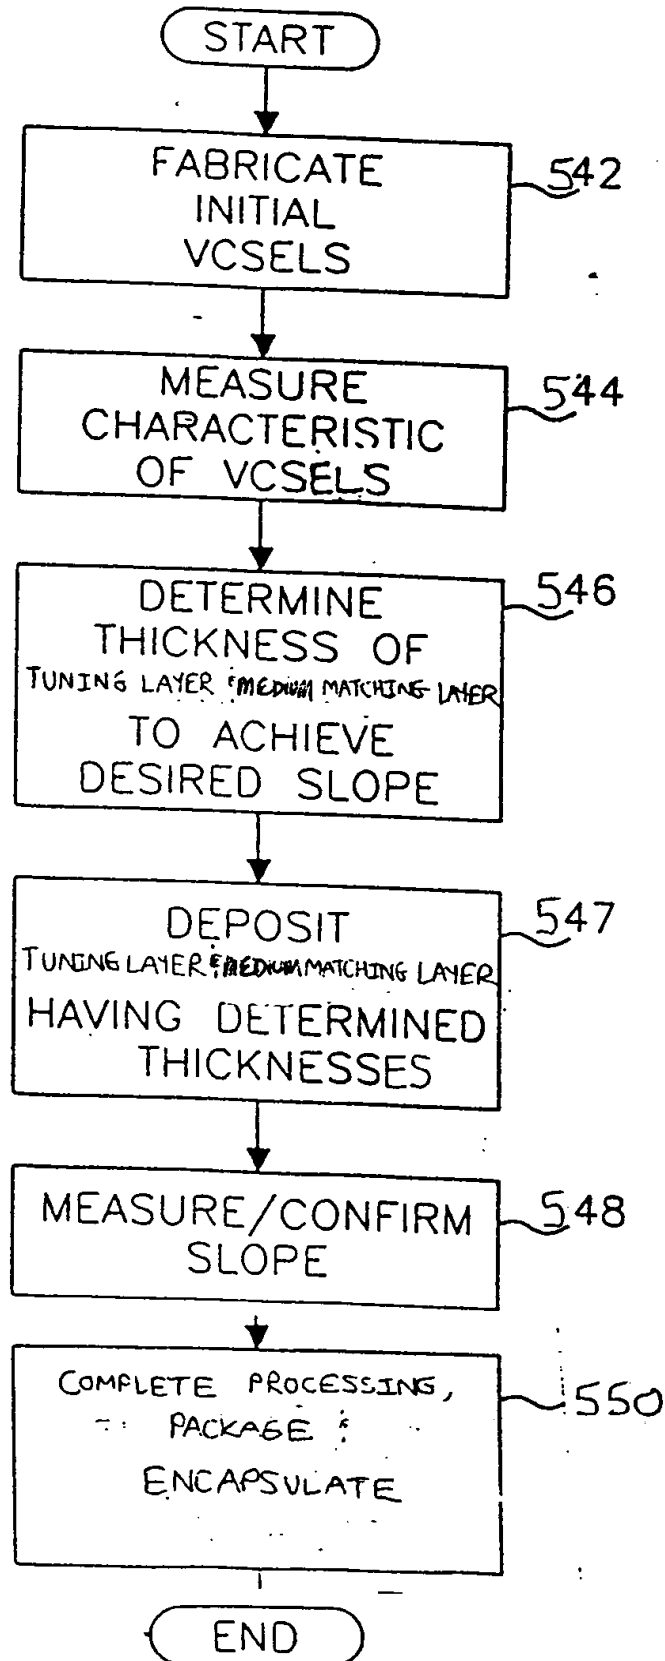 START
FABRICATE
INITIAL
VCSELS
542
MEASURE
CHARACTERISTIC
OF VCSELS
544
DETERMINE
THICKNESS OF
TUNING LAYER & MEDIUM MATCHING LAYER
TO ACHIEVE
DESIRED SLOPE
546
DEPOSIT
TUNING LAYER & MEDIUM MATCHING LAYER
HAVING DETERMINED
THICKNESSES
547
MEASURE/CONFIRM
SLOPE
548
COMPLETE PROCESSING,
PACKAGE &
ENCAPSULATE
550
END